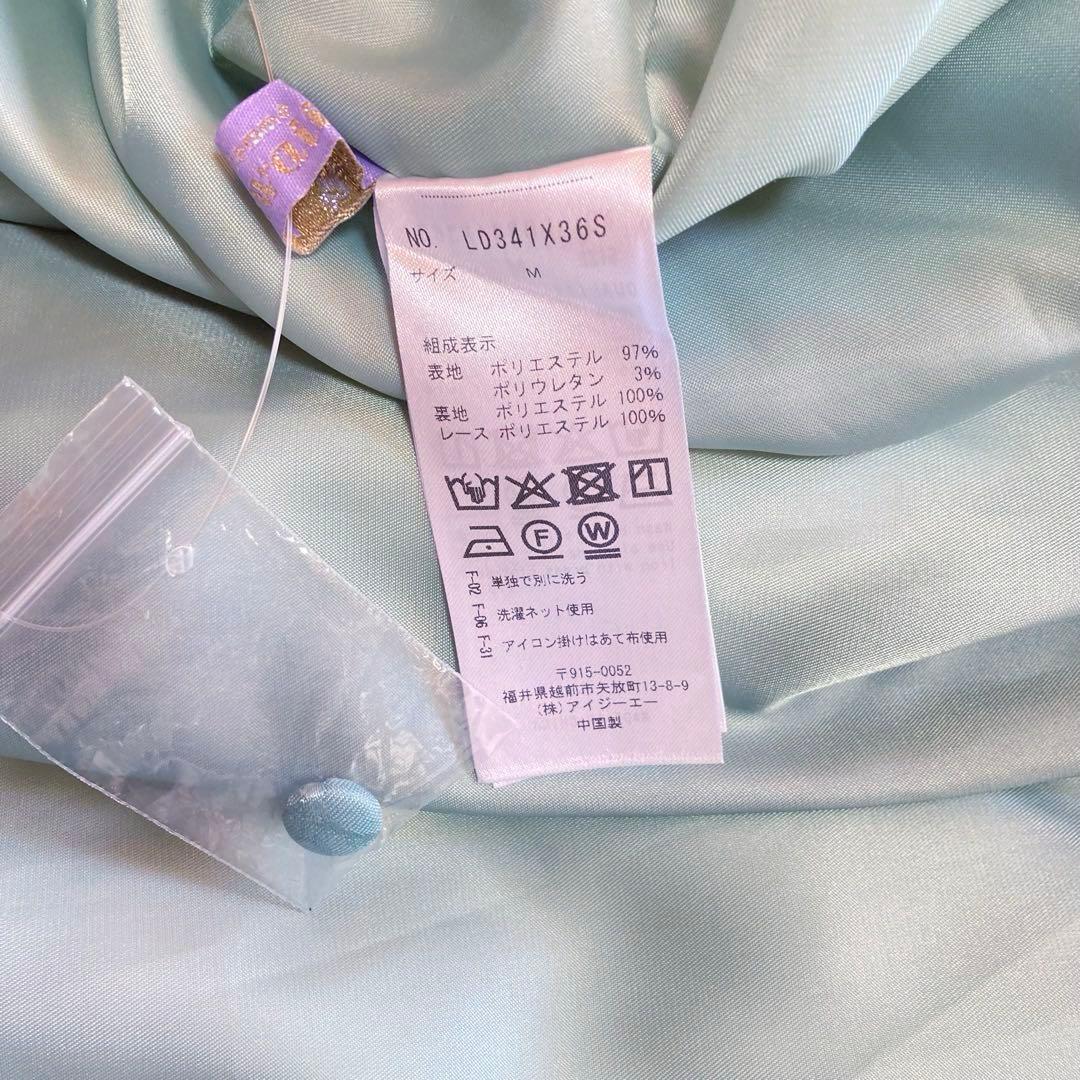 NO. LD341X36S
サイズ M
組成表示
表地 ポリエステル 97%
ポリウレタン 3%
裏地 ポリエステル 100%
レース ポリエステル 100%
F
W
F-02 単独で別に洗う
F-06 洗濯ネット使用
F-31 アイコン掛けはあて布使用
〒915-0052
福井県越前市矢放町13-8-9
(株)アイジーエー
中国製